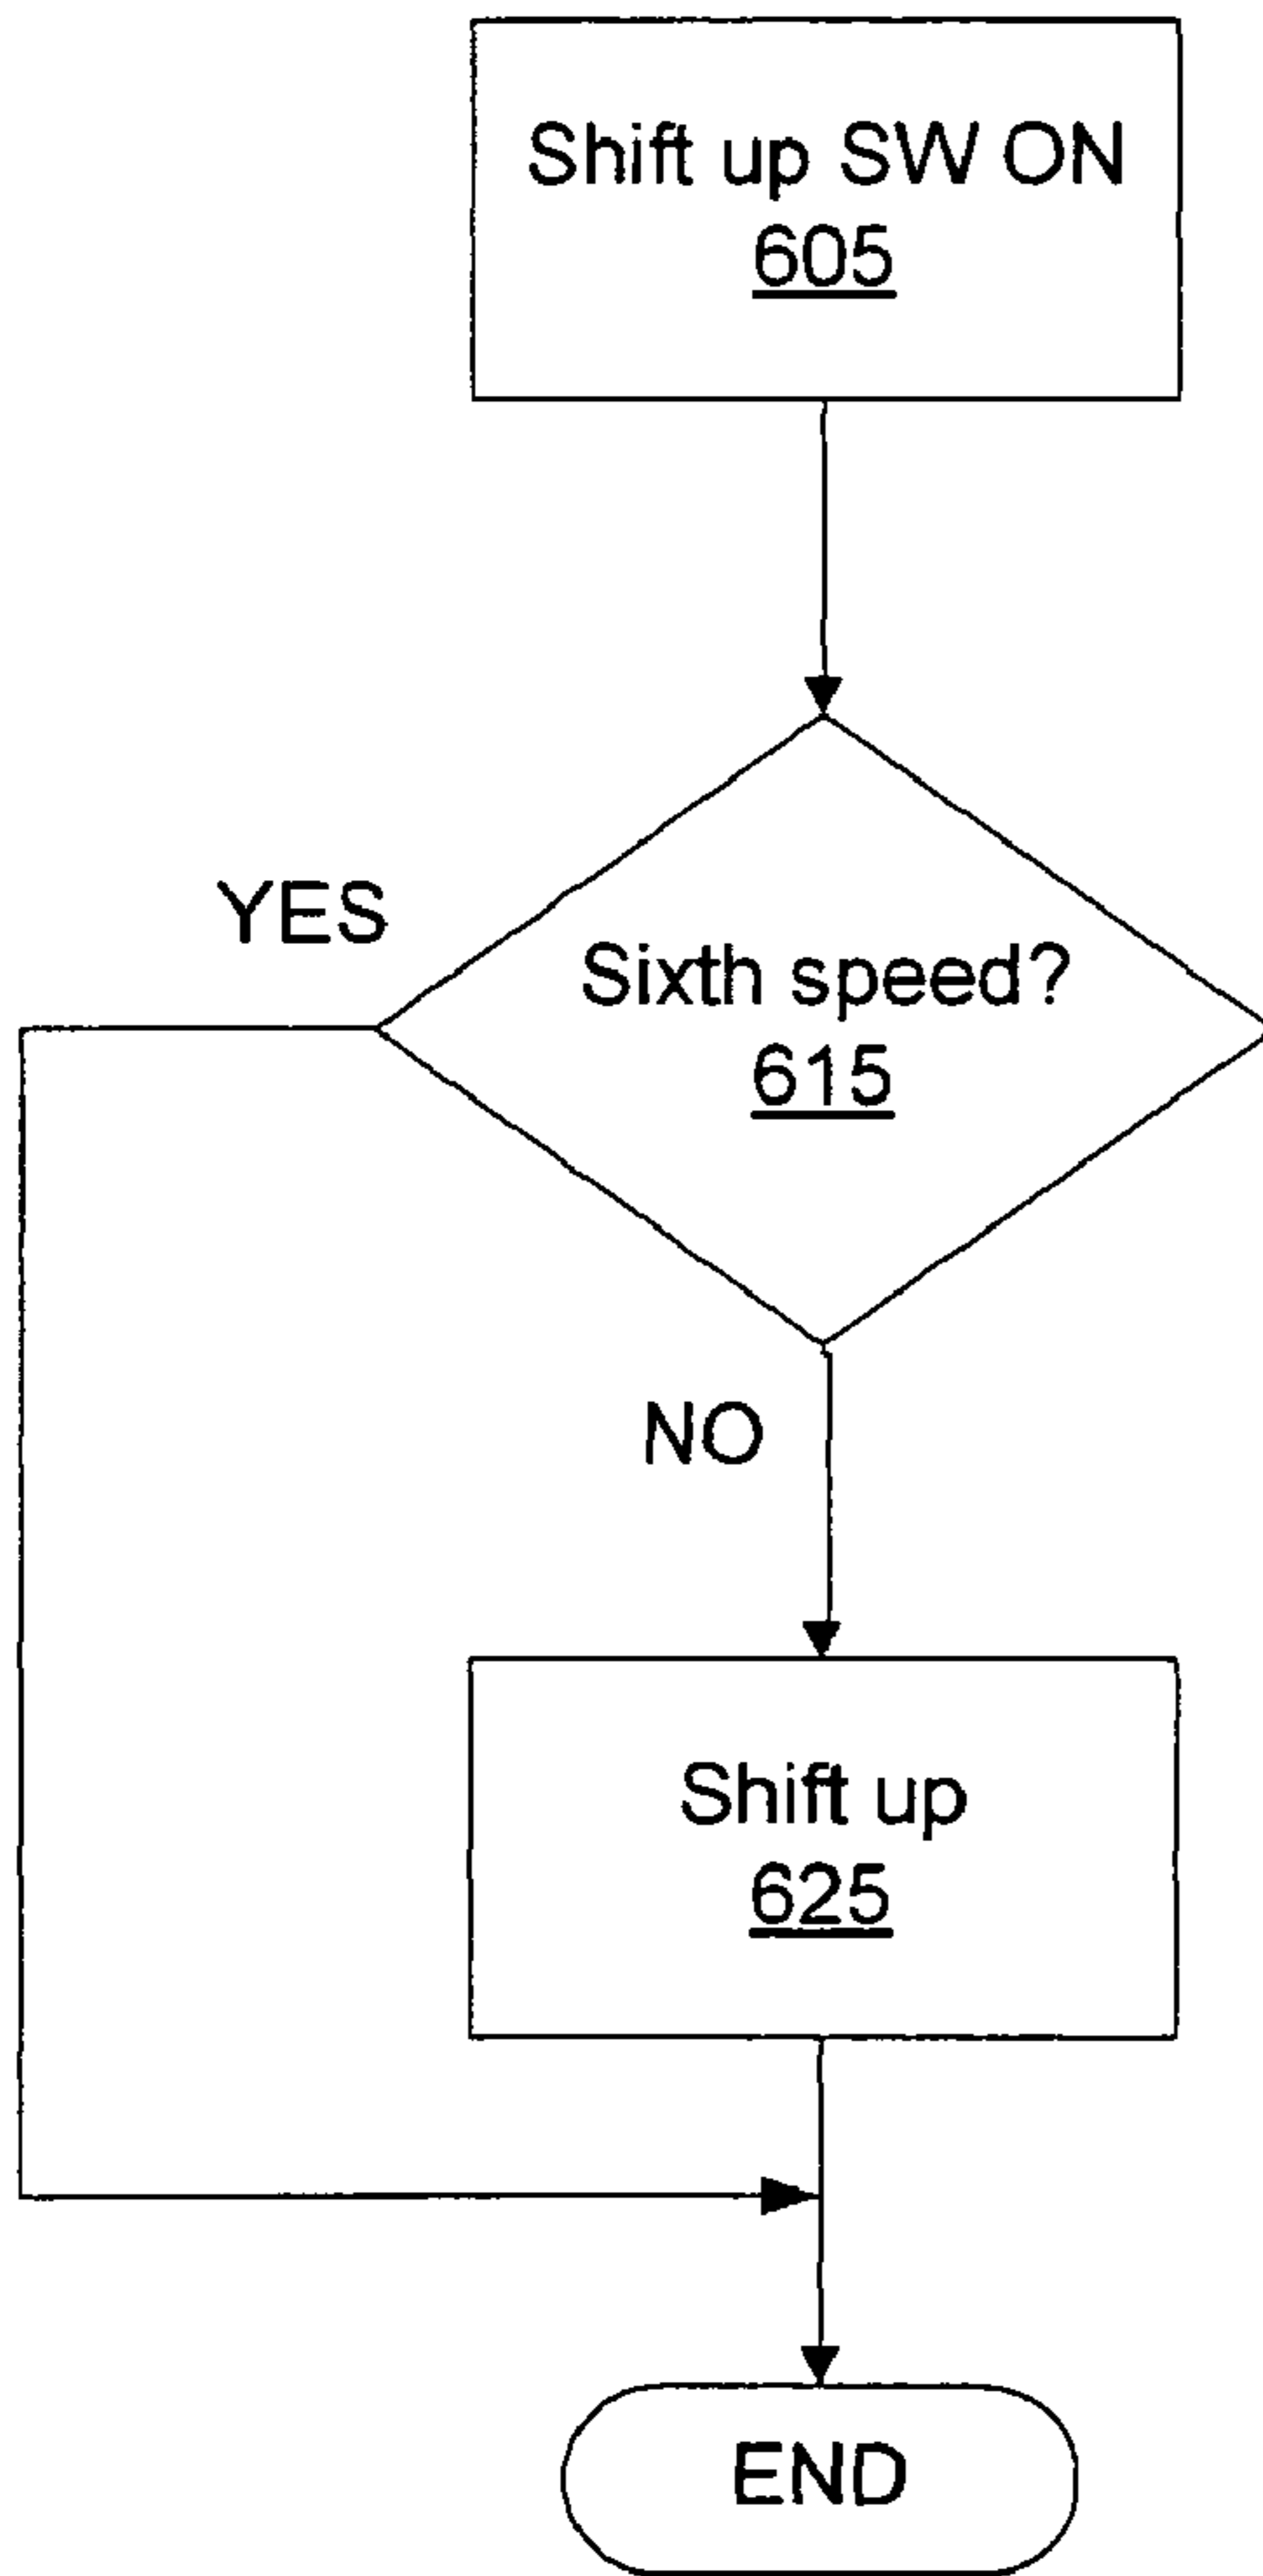 Shift up SW ON
605
YES
Sixth speed?
615
NO
Shift up
625
END